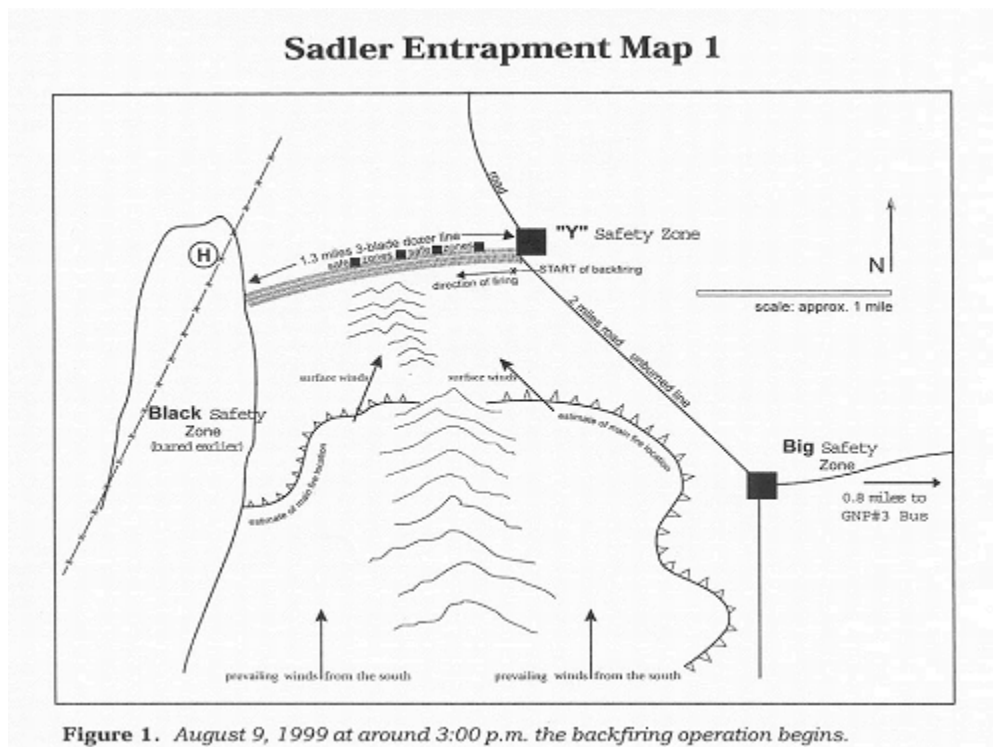 Sadler Entrapment Map 1
road
"Y" Safety Zone
H
1.3 miles 3-blade dozer line
safe zones safe zones
START of backfiring
direction of firing
N
scale: approx. 1 mile
2 miles road unburned line
surface winds
surface winds
Black Safety
Zone
(burred earlier)
estimate of main fire location
estimate of main fire location
Big Safety
Zone
0.8 miles to
GNP#3 Bus
prevailing winds from the south
prevailing winds from the south
Figure 1. August 9, 1999 at around 3:00 p.m. the backfiring operation begins.